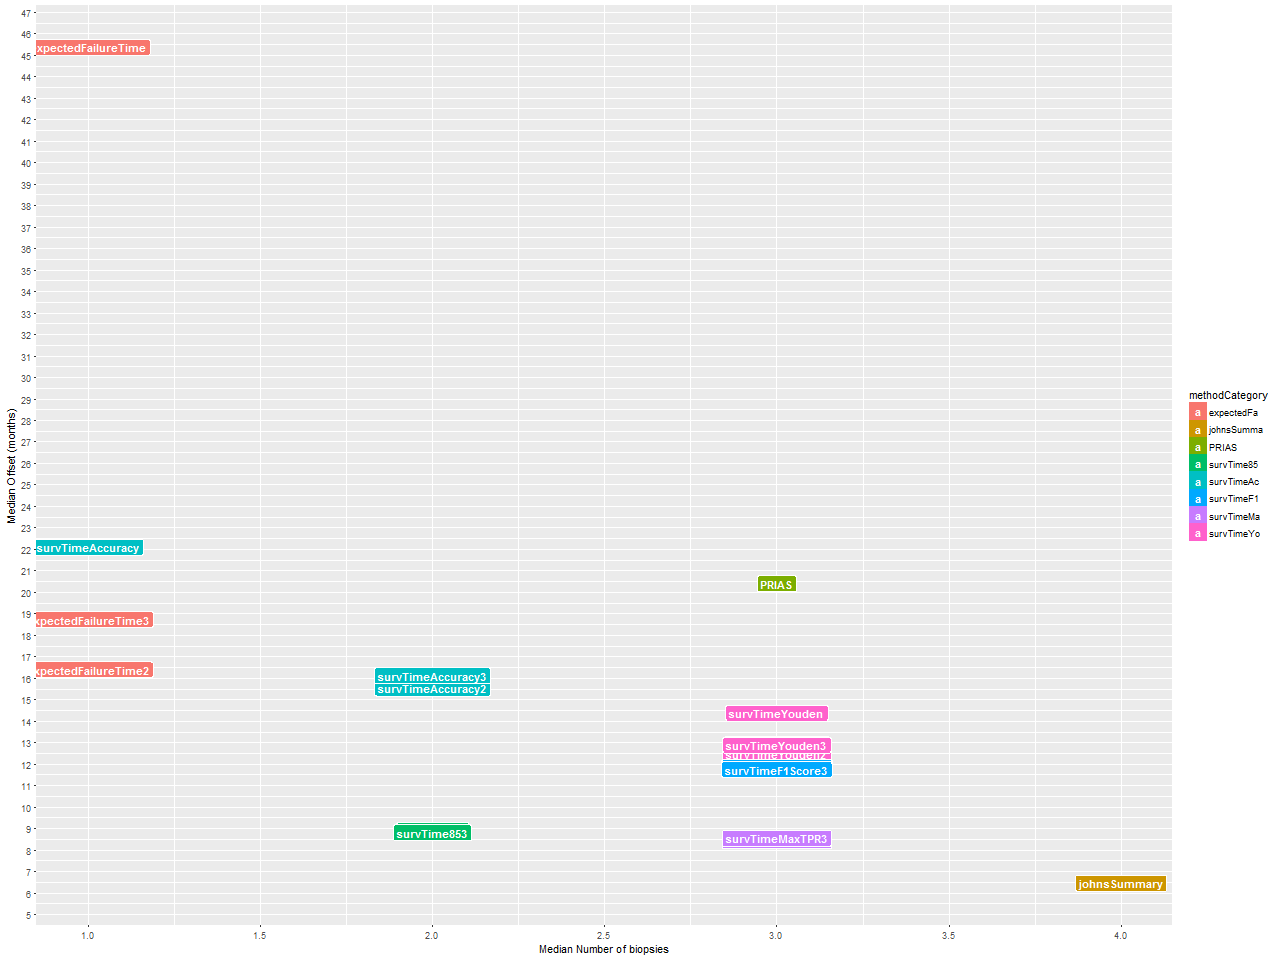 47
46
45
44
43
42
41
40
39
38
37
36
35
34
33
32
31
30
29
28
27
26
25
24
23
22
21
20
19
18
17
16
15
14
13
12
11
10
9
8
7
6
5
Median Offset (months)
xpectedFailureTime
survTimeAccuracy
PRIAS
xpectedFailureTime3
xpectedFailureTime2
survTimeAccuracy3
survTimeAccuracy2
survTimeYouden
survTimeYouden3
survTimeYouden2
survTimeF1Score3
survTime853
survTimeMaxTPR3
johnsSummary
1.0 1.5 2.0 2.5 3.0 3.5 4.0
Median Number of biopsies
methodCategory
a expectedFa
a johnsSumma
a PRIAS
a survTime85
a survTimeAc
a survTimeF1
a survTimeMa
a survTimeYo